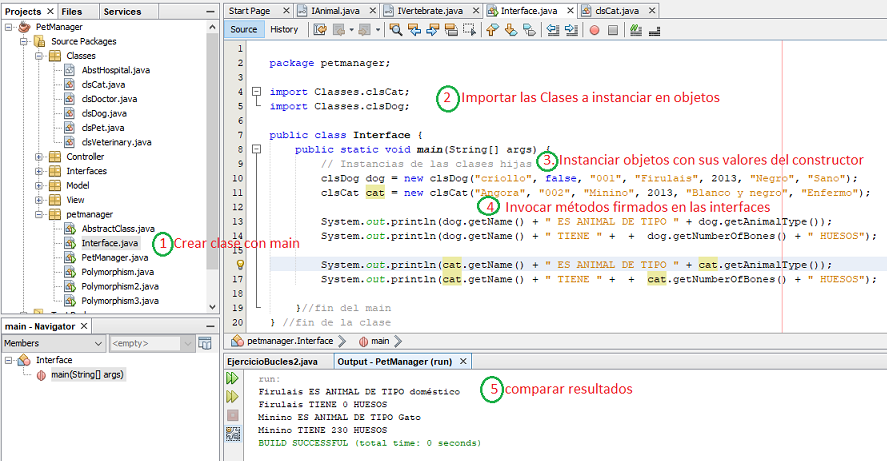 Projects × Files Services
PetManager
Source Packages
Classes
AbstHospital.java
clsCat.java
clsDoctor.java
clsDog.java
clsPet.java
clsVeterinary.java
Controller
Interfaces
Model
View
petmanager
AbstractClass.java
Interface.java
PetManager.java
Polymorphism.java
Polymorphism2.java
Polymorphism3.java
1 Crear clase con main
main - Navigator ×
Members <empty>
Interface
main(String[] args)
Start Page × IAnimal.java × IVertebrate.java × Interface.java × clsCat.java ×
Source History
1
2 package petmanager;
3
4 import Classes.clsCat;
5 import Classes.clsDog;
2 Importar las Clases a instanciar en objetos
6
7 public class Interface {
8 public static void main(String[] args) {
9 // Instancias de las clases hijas
3. Instanciar objetos con sus valores del constructor
10 clsDog dog = new clsDog("criollo", false, "001", "Firulais", 2013, "Negro", "Sano");
11 clsCat cat = new clsCat("Angora", "002", "Minino", 2013, "Blanco y negro", "Enfermo");
12
4 Invocar métodos firmados en las interfaces
13 System.out.println(dog.getName() + " ES ANIMAL DE TIPO " + dog.getAnimalType());
14 System.out.println(dog.getName() + " TIENE " + + dog.getNumberOfBones() + " HUESOS");
15
System.out.println(cat.getName() + " ES ANIMAL DE TIPO " + cat.getAnimalType());
17 System.out.println(cat.getName() + " TIENE " + + cat.getNumberOfBones() + " HUESOS");
18
19 }//fin del main
20 } //fin de la clase
petmanager.Interface main
EjercicioBucles2.java Output - PetManager (run) ×
run:
Firulais ES ANIMAL DE TIPO doméstico
Firulais TIENE 0 HUESOS
Minino ES ANIMAL DE TIPO Gato
Minino TIENE 230 HUESOS
BUILD SUCCESSFUL (total time: 0 seconds)
5 comparar resultados